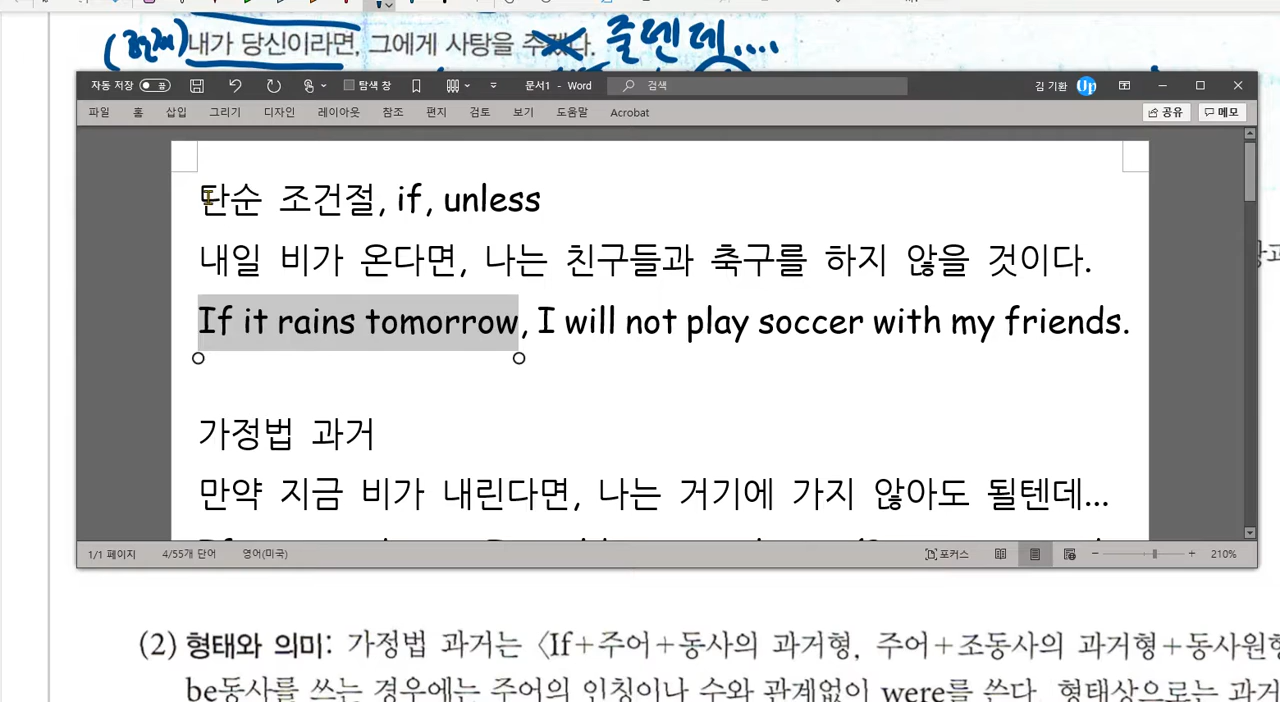 (현재) 내가 당신이라면, 그에게 사탕을 주겠다. 줄텐데....
자동 저장 끔 탐색 창 문서1 - Word 검색 김 기환 Up
파일 홈 삽입 그리기 디자인 레이아웃 참조 편지 검토 보기 도움말 Acrobat 공유 메모
단순 조건절, if, unless
내일 비가 온다면, 나는 친구들과 축구를 하지 않을 것이다.
If it rains tomorrow, I will not play soccer with my friends.
가정법 과거
만약 지금 비가 내린다면, 나는 거기에 가지 않아도 될텐데...
1/1 페이지 4/55개 단어 영어(미국) 포커스 210%
(2) 형태와 의미: 가정법 과거는 〈If+주어+동사의 과거형, 주어+조동사의 과거형+동사원형
be동사를 쓰는 경우에는 주어의 인칭이나 수와 관계없이 were를 쓴다. 형태상으로는 과거